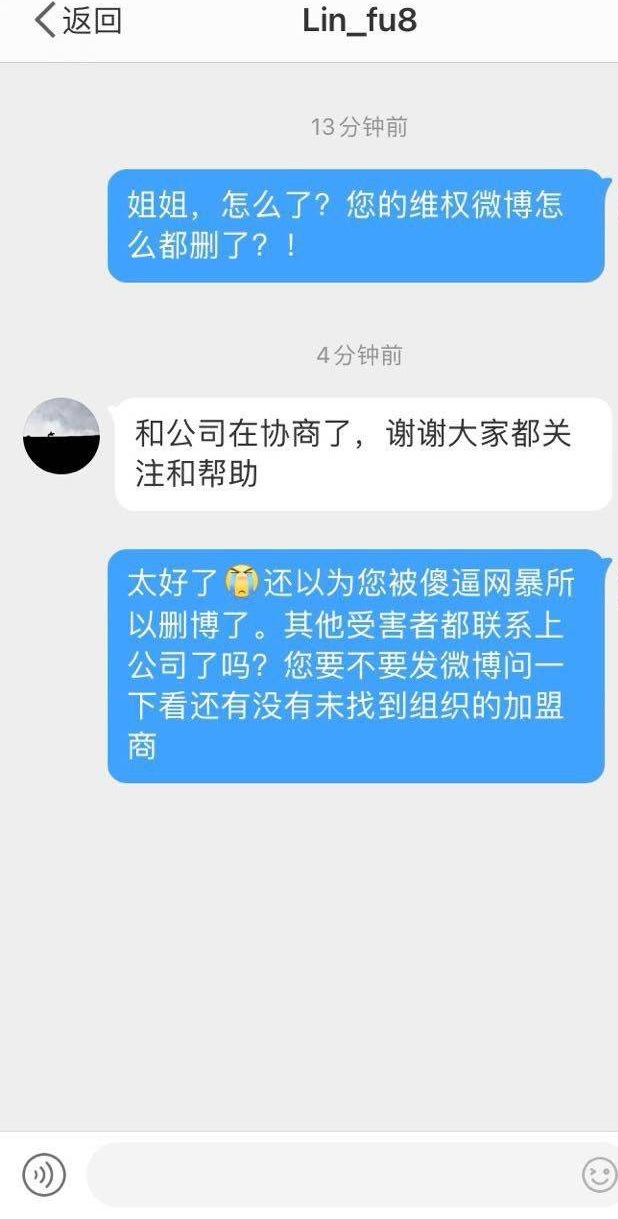 返回
Lin_fu8
13分钟前
姐姐，怎么了？您的维权微博怎
么都删了？！
4分钟前
和公司在协商了，谢谢大家都关
注和帮助
太好了😭还以为您被傻逼网暴所
以删博了。其他受害者都联系上
公司了吗？您要不要发微博问一
下看还有没有未找到组织的加盟
商